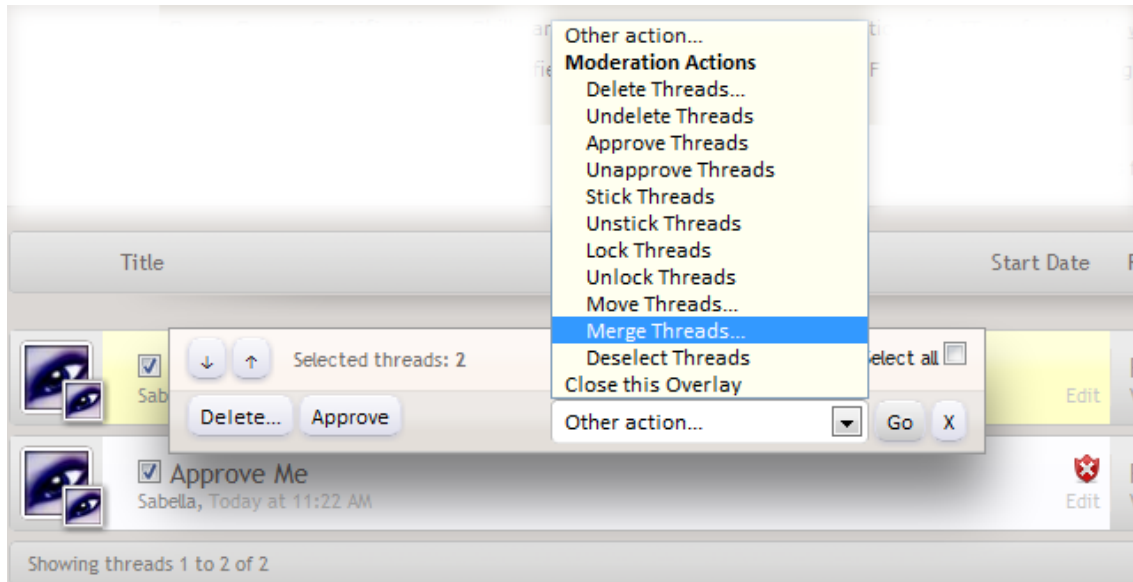 Other action...
Moderation Actions
Delete Threads...
Undelete Threads
Approve Threads
Unapprove Threads
Stick Threads
Unstick Threads
Lock Threads
Unlock Threads
Move Threads...
Merge Threads...
Deselect Threads
Close this Overlay
Title
Start Date
Selected threads: 2
Select all
Sab
Edit
Delete...
Approve
Other action...
Go
X
Approve Me
Sabella, Today at 11:22 AM
Edit
Showing threads 1 to 2 of 2